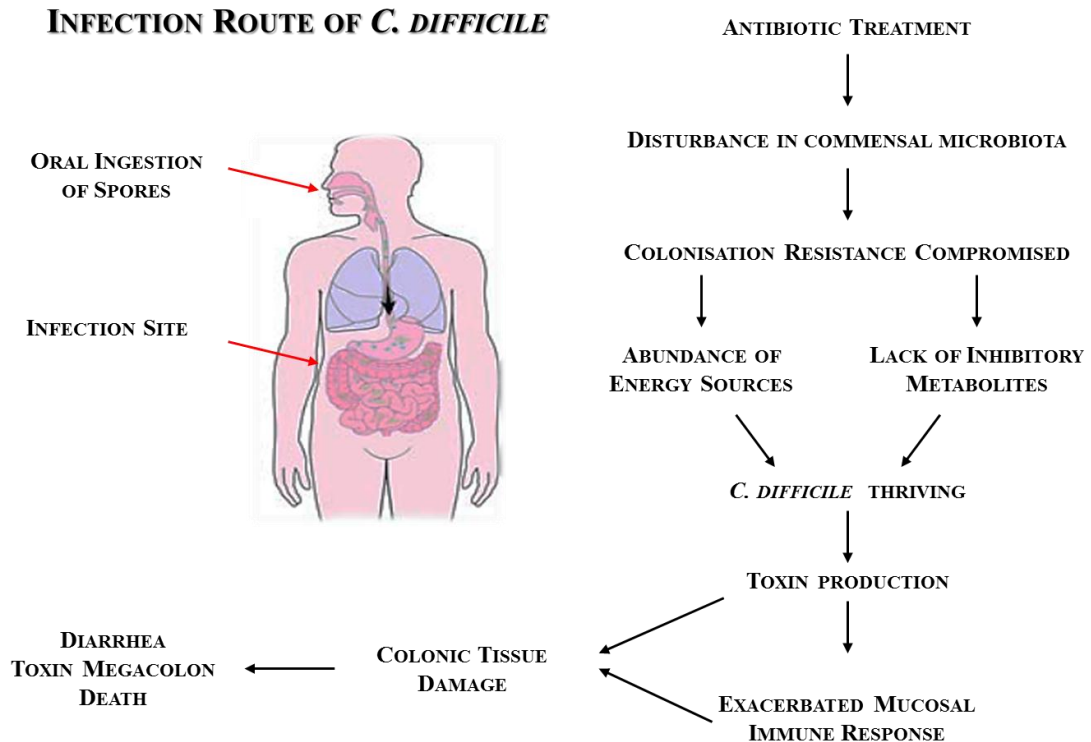 INFECTION ROUTE OF C. DIFFICILE
ORAL INGESTION
OF SPORES
INFECTION SITE
ANTIBIOTIC TREATMENT
DISTURBANCE IN COMMENSAL MICROBIOTA
COLONISATION RESISTANCE COMPROMISED
ABUNDANCE OF
ENERGY SOURCES
LACK OF INHIBITORY
METABOLITES
C. DIFFICILE THRIVING
TOXIN PRODUCTION
EXACERBATED MUCOSAL
IMMUNE RESPONSE
COLONIC TISSUE
DAMAGE
DIARRHEA
TOXIN MEGACOLON
DEATH